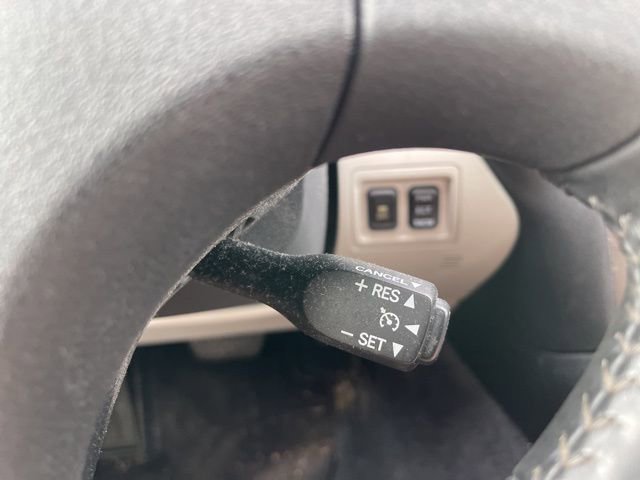 CANCEL▼
+ RES ▲
◄
− SET ▼